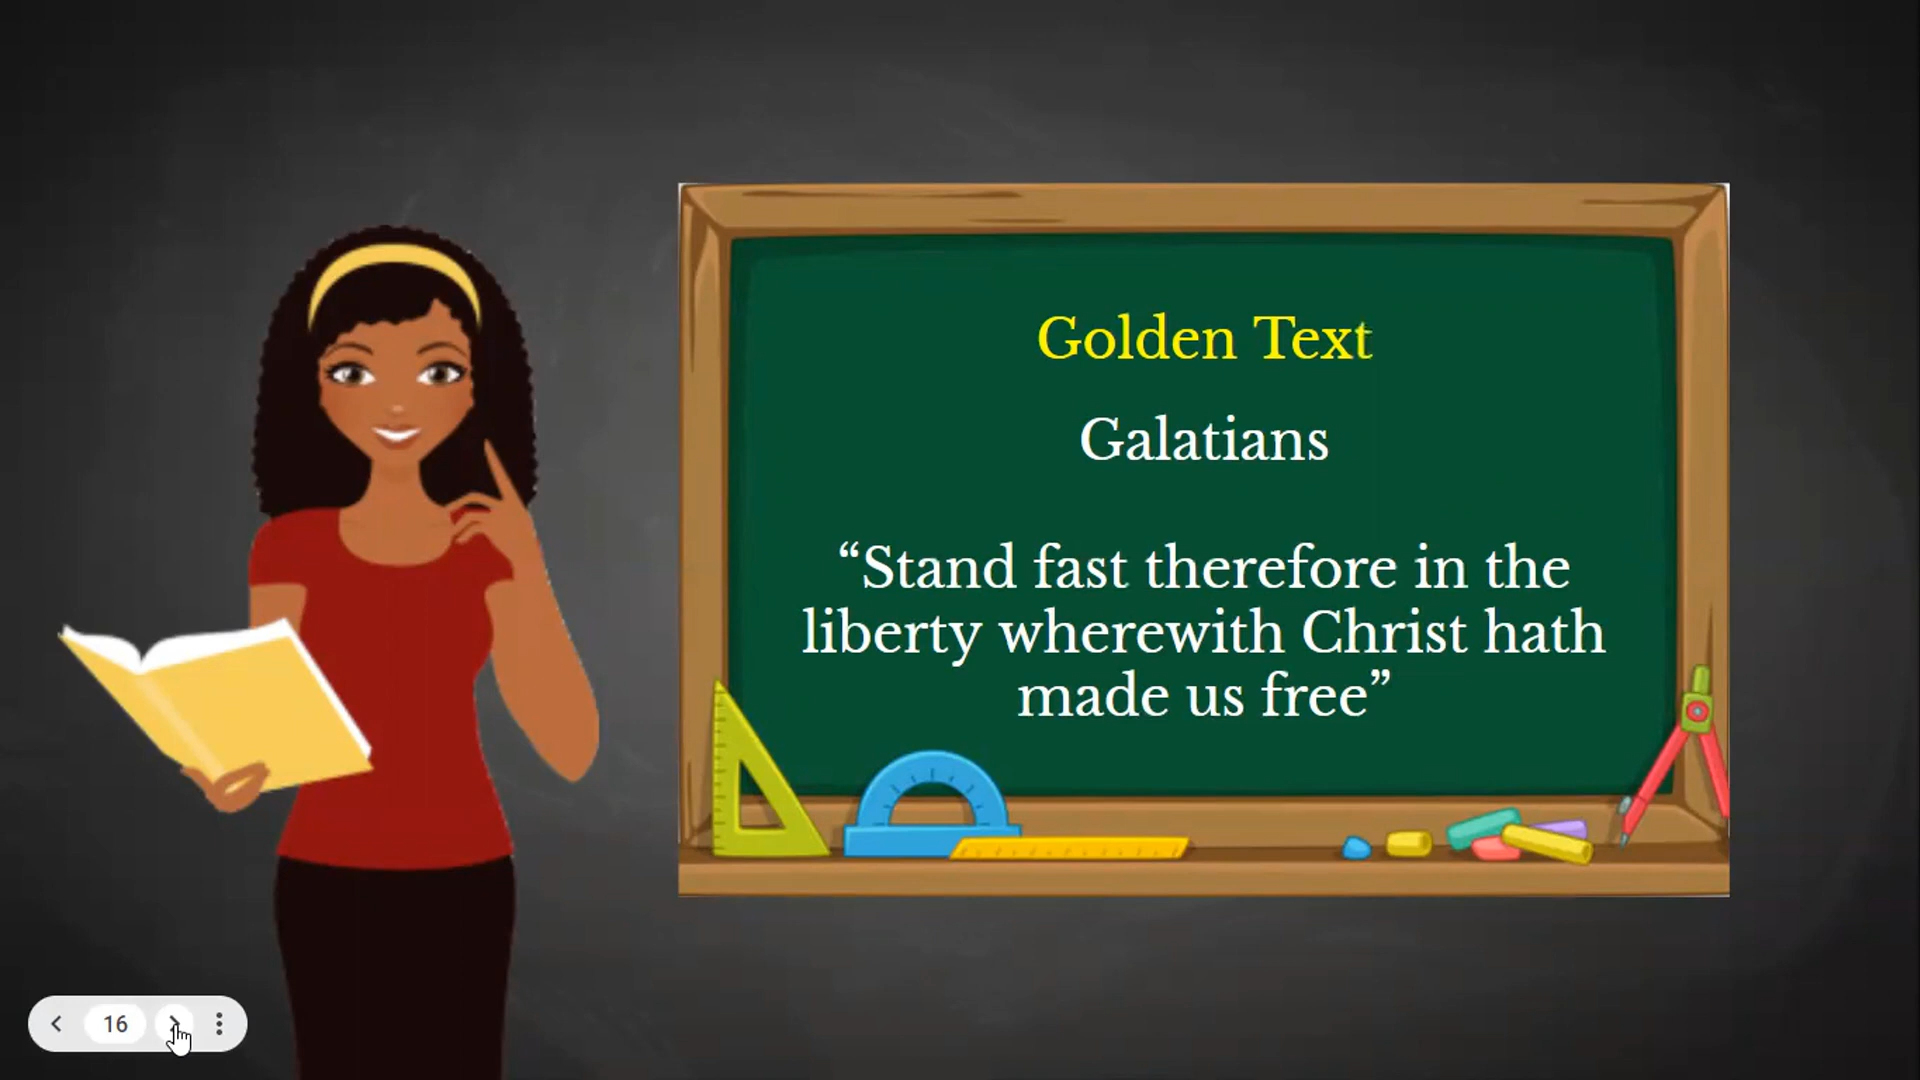 Golden Text
Galatians
“Stand fast therefore in the
liberty wherewith Christ hath
made us free”
16